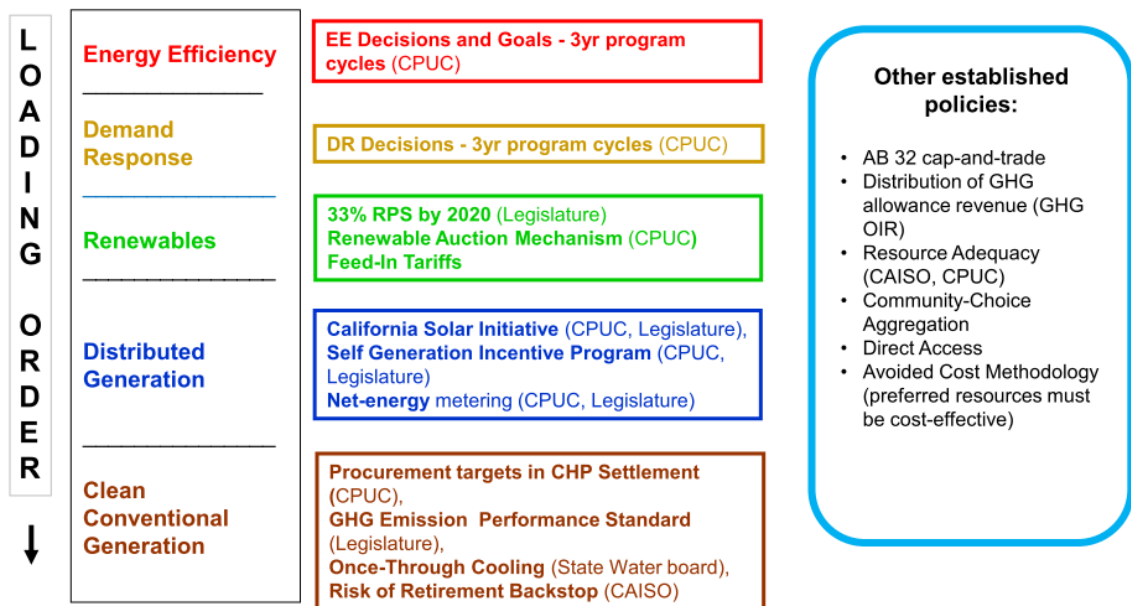 LOADING ORDER
Energy Efficiency
EE Decisions and Goals - 3yr program
cycles (CPUC)
Demand
Response
DR Decisions - 3yr program cycles (CPUC)
Renewables
33% RPS by 2020 (Legislature)
Renewable Auction Mechanism (CPUC)
Feed-In Tariffs
Distributed
Generation
California Solar Initiative (CPUC, Legislature),
Self Generation Incentive Program (CPUC,
Legislature)
Net-energy metering (CPUC, Legislature)
Clean
Conventional
Generation
Procurement targets in CHP Settlement
(CPUC),
GHG Emission Performance Standard
(Legislature),
Once-Through Cooling (State Water board),
Risk of Retirement Backstop (CAISO)
Other established
policies:
• AB 32 cap-and-trade
• Distribution of GHG
allowance revenue (GHG
OIR)
• Resource Adequacy
(CAISO, CPUC)
• Community-Choice
Aggregation
• Direct Access
• Avoided Cost Methodology
(preferred resources must
be cost-effective)